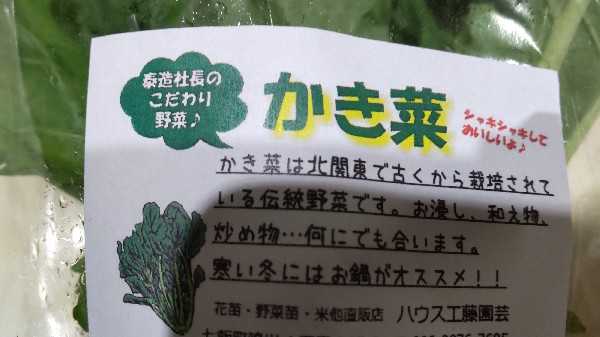 泰造社長の
こだわり
野菜♪
かき菜
シャキシャキして
おいしいよ♪
かき菜は北関東で古くから栽培されて
いる伝統野菜です。お浸し、和え物、
炒め物…何にでも合います。
寒い冬にはお鍋がオススメ！！
花苗・野菜苗・米他直販店 ハウス工藤園芸